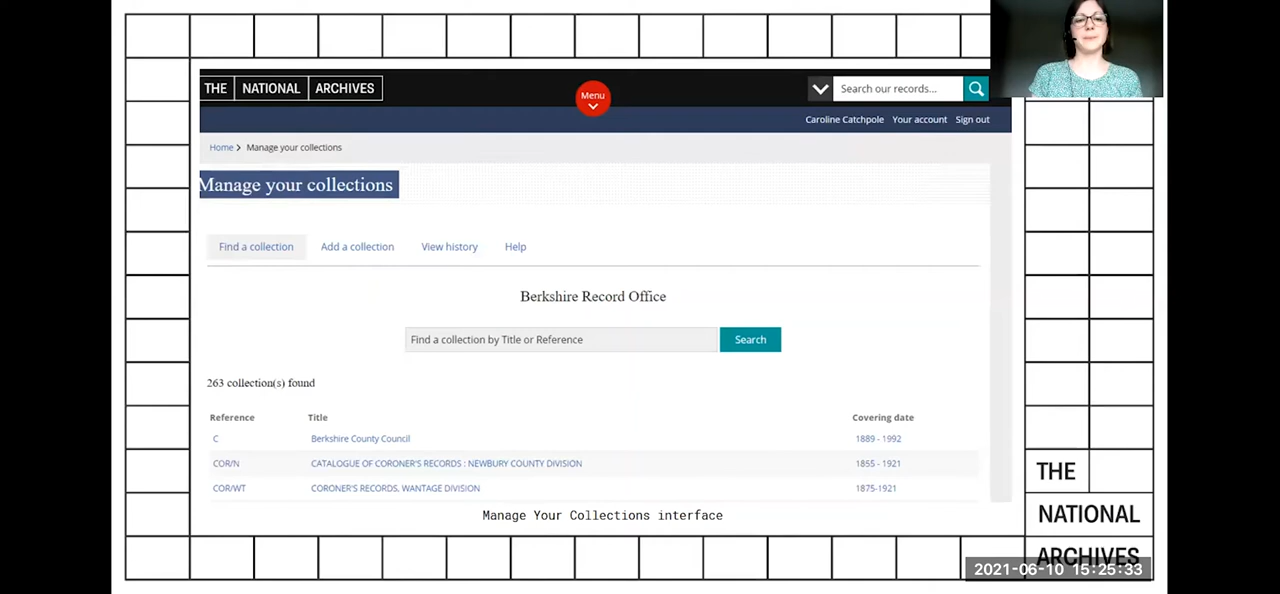 THE NATIONAL ARCHIVES
Menu
Search our records...
Caroline Catchpole Your account Sign out
Home > Manage your collections
Manage your collections
Find a collection Add a collection View history Help
Berkshire Record Office
Find a collection by Title or Reference Search
263 collection(s) found
Reference Title Covering date
C Berkshire County Council 1889 - 1992
COR/N CATALOGUE OF CORONER'S RECORDS : NEWBURY COUNTY DIVISION 1855 - 1921
COR/WT CORONER'S RECORDS. WANTAGE DIVISION 1875-1921
Manage Your Collections interface
THE
NATIONAL
ARCHIVES
2021-06-10 15:25:33